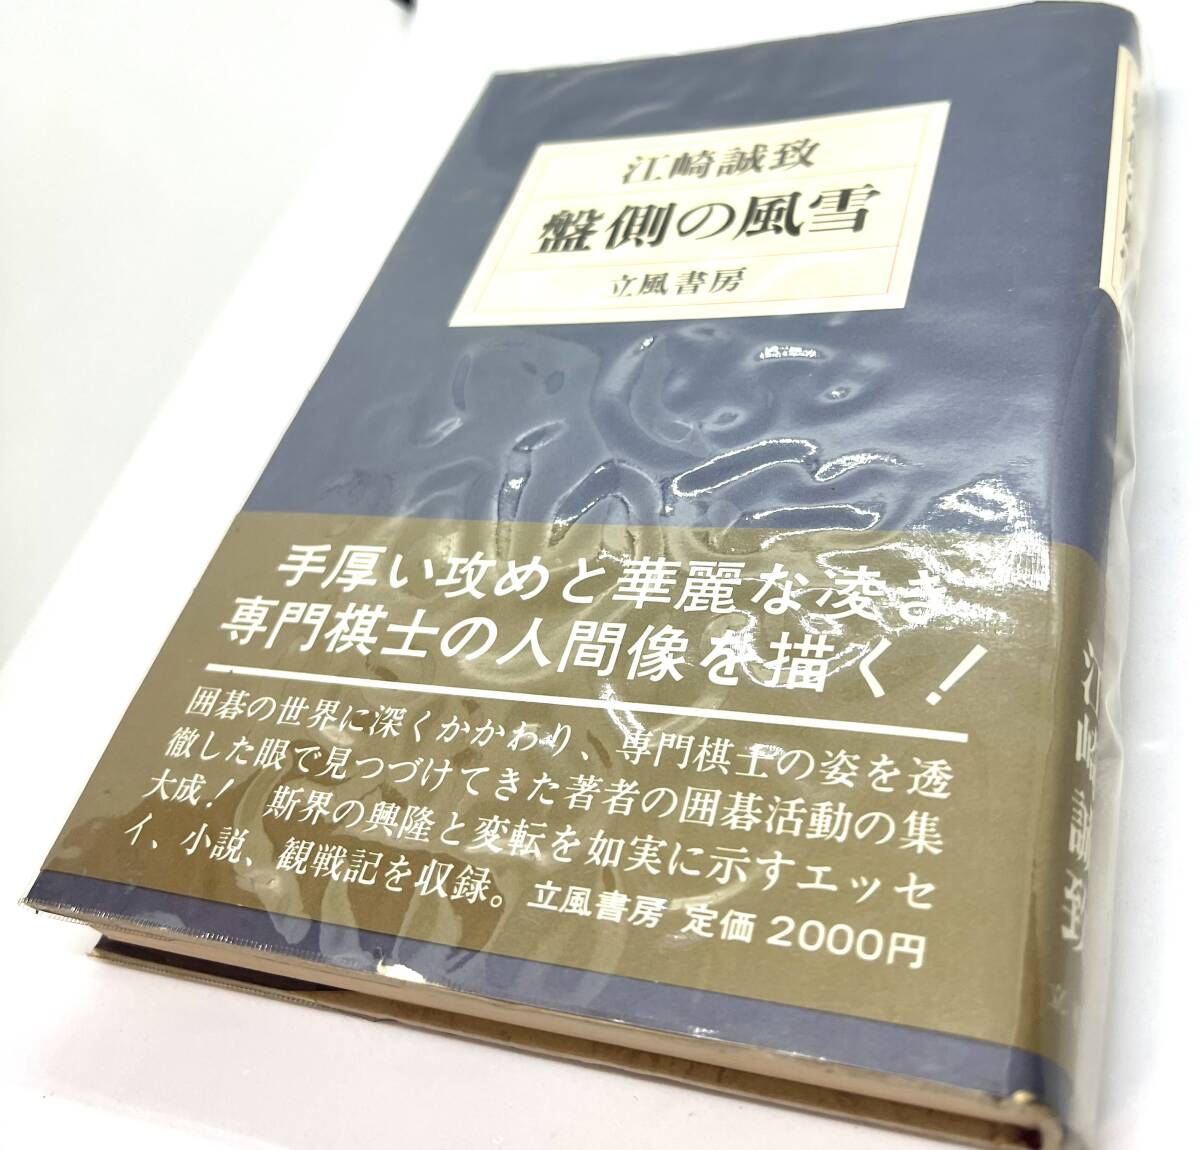 江崎誠致
盤側の風雪
立風書房
手厚い攻めと華麗な凌ぎ
専門棋士の人間像を描く！
囲碁の世界に深くかかわり、専門棋士の姿を透
徹した眼で見つづけてきた著者の囲碁活動の集
大成！ 斯界の興隆と変転を如実に示すエッセ
イ、小説、観戦記を収録。 立風書房 定価 2000円
江崎誠致
立